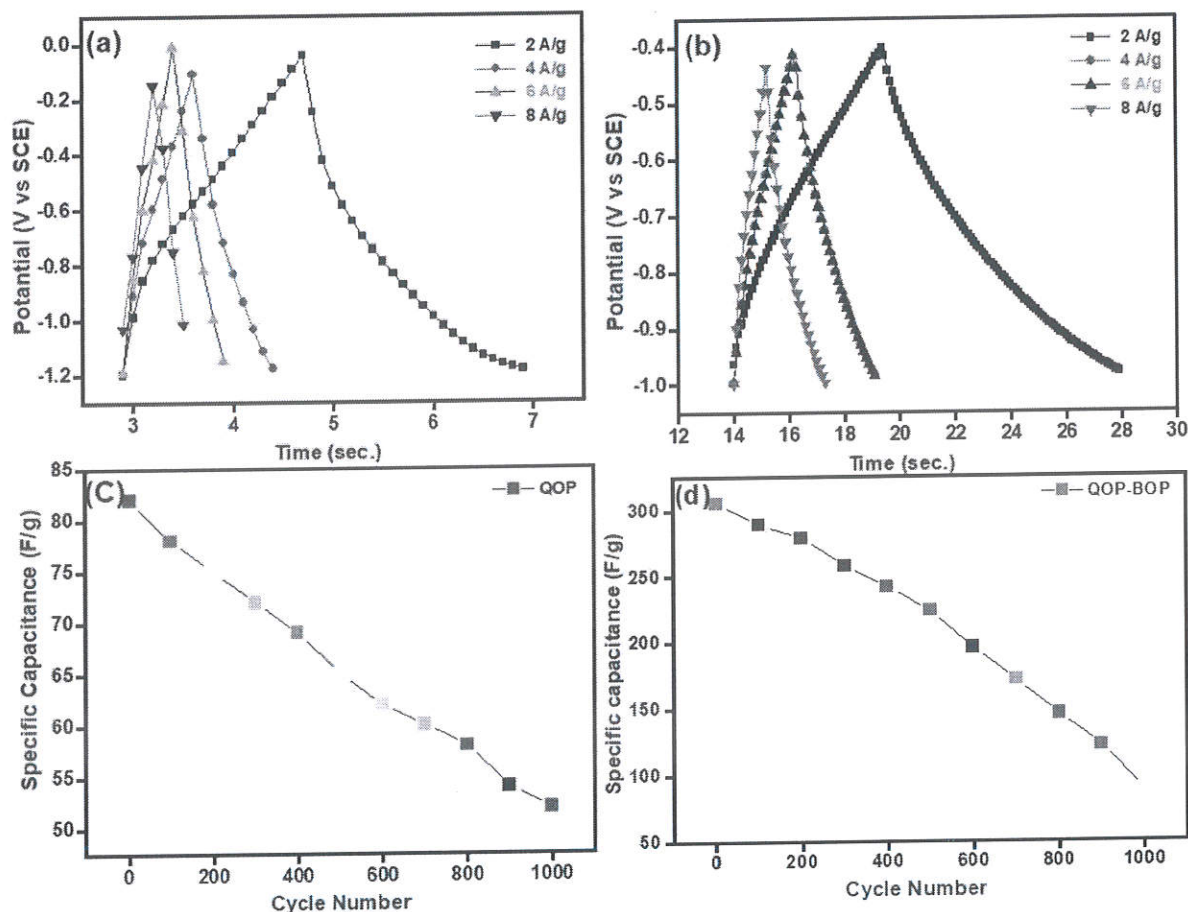 (a)
2 A/g
4 A/g
6 A/g
8 A/g
0.0
-0.2
-0.4
-0.6
-0.8
-1.0
-1.2
Potantial (V vs SCE)
3 4 5 6 7
Time (sec.)
(b)
2 A/g
4 A/g
6 A/g
8 A/g
-0.4
-0.5
-0.6
-0.7
-0.8
-0.9
-1.0
Potantial (V vs SCE)
12 14 16 18 20 22 24 26 28 30
Time (sec.)
(C)
QOP
85
80
75
70
65
60
55
50
Specific Capacitance (F/g)
0 200 400 600 800 1000
Cycle Number
(d)
QOP-BOP
300
250
200
150
100
50
Specific capacitance (F/g)
0 200 400 600 800 1000
Cycle Number